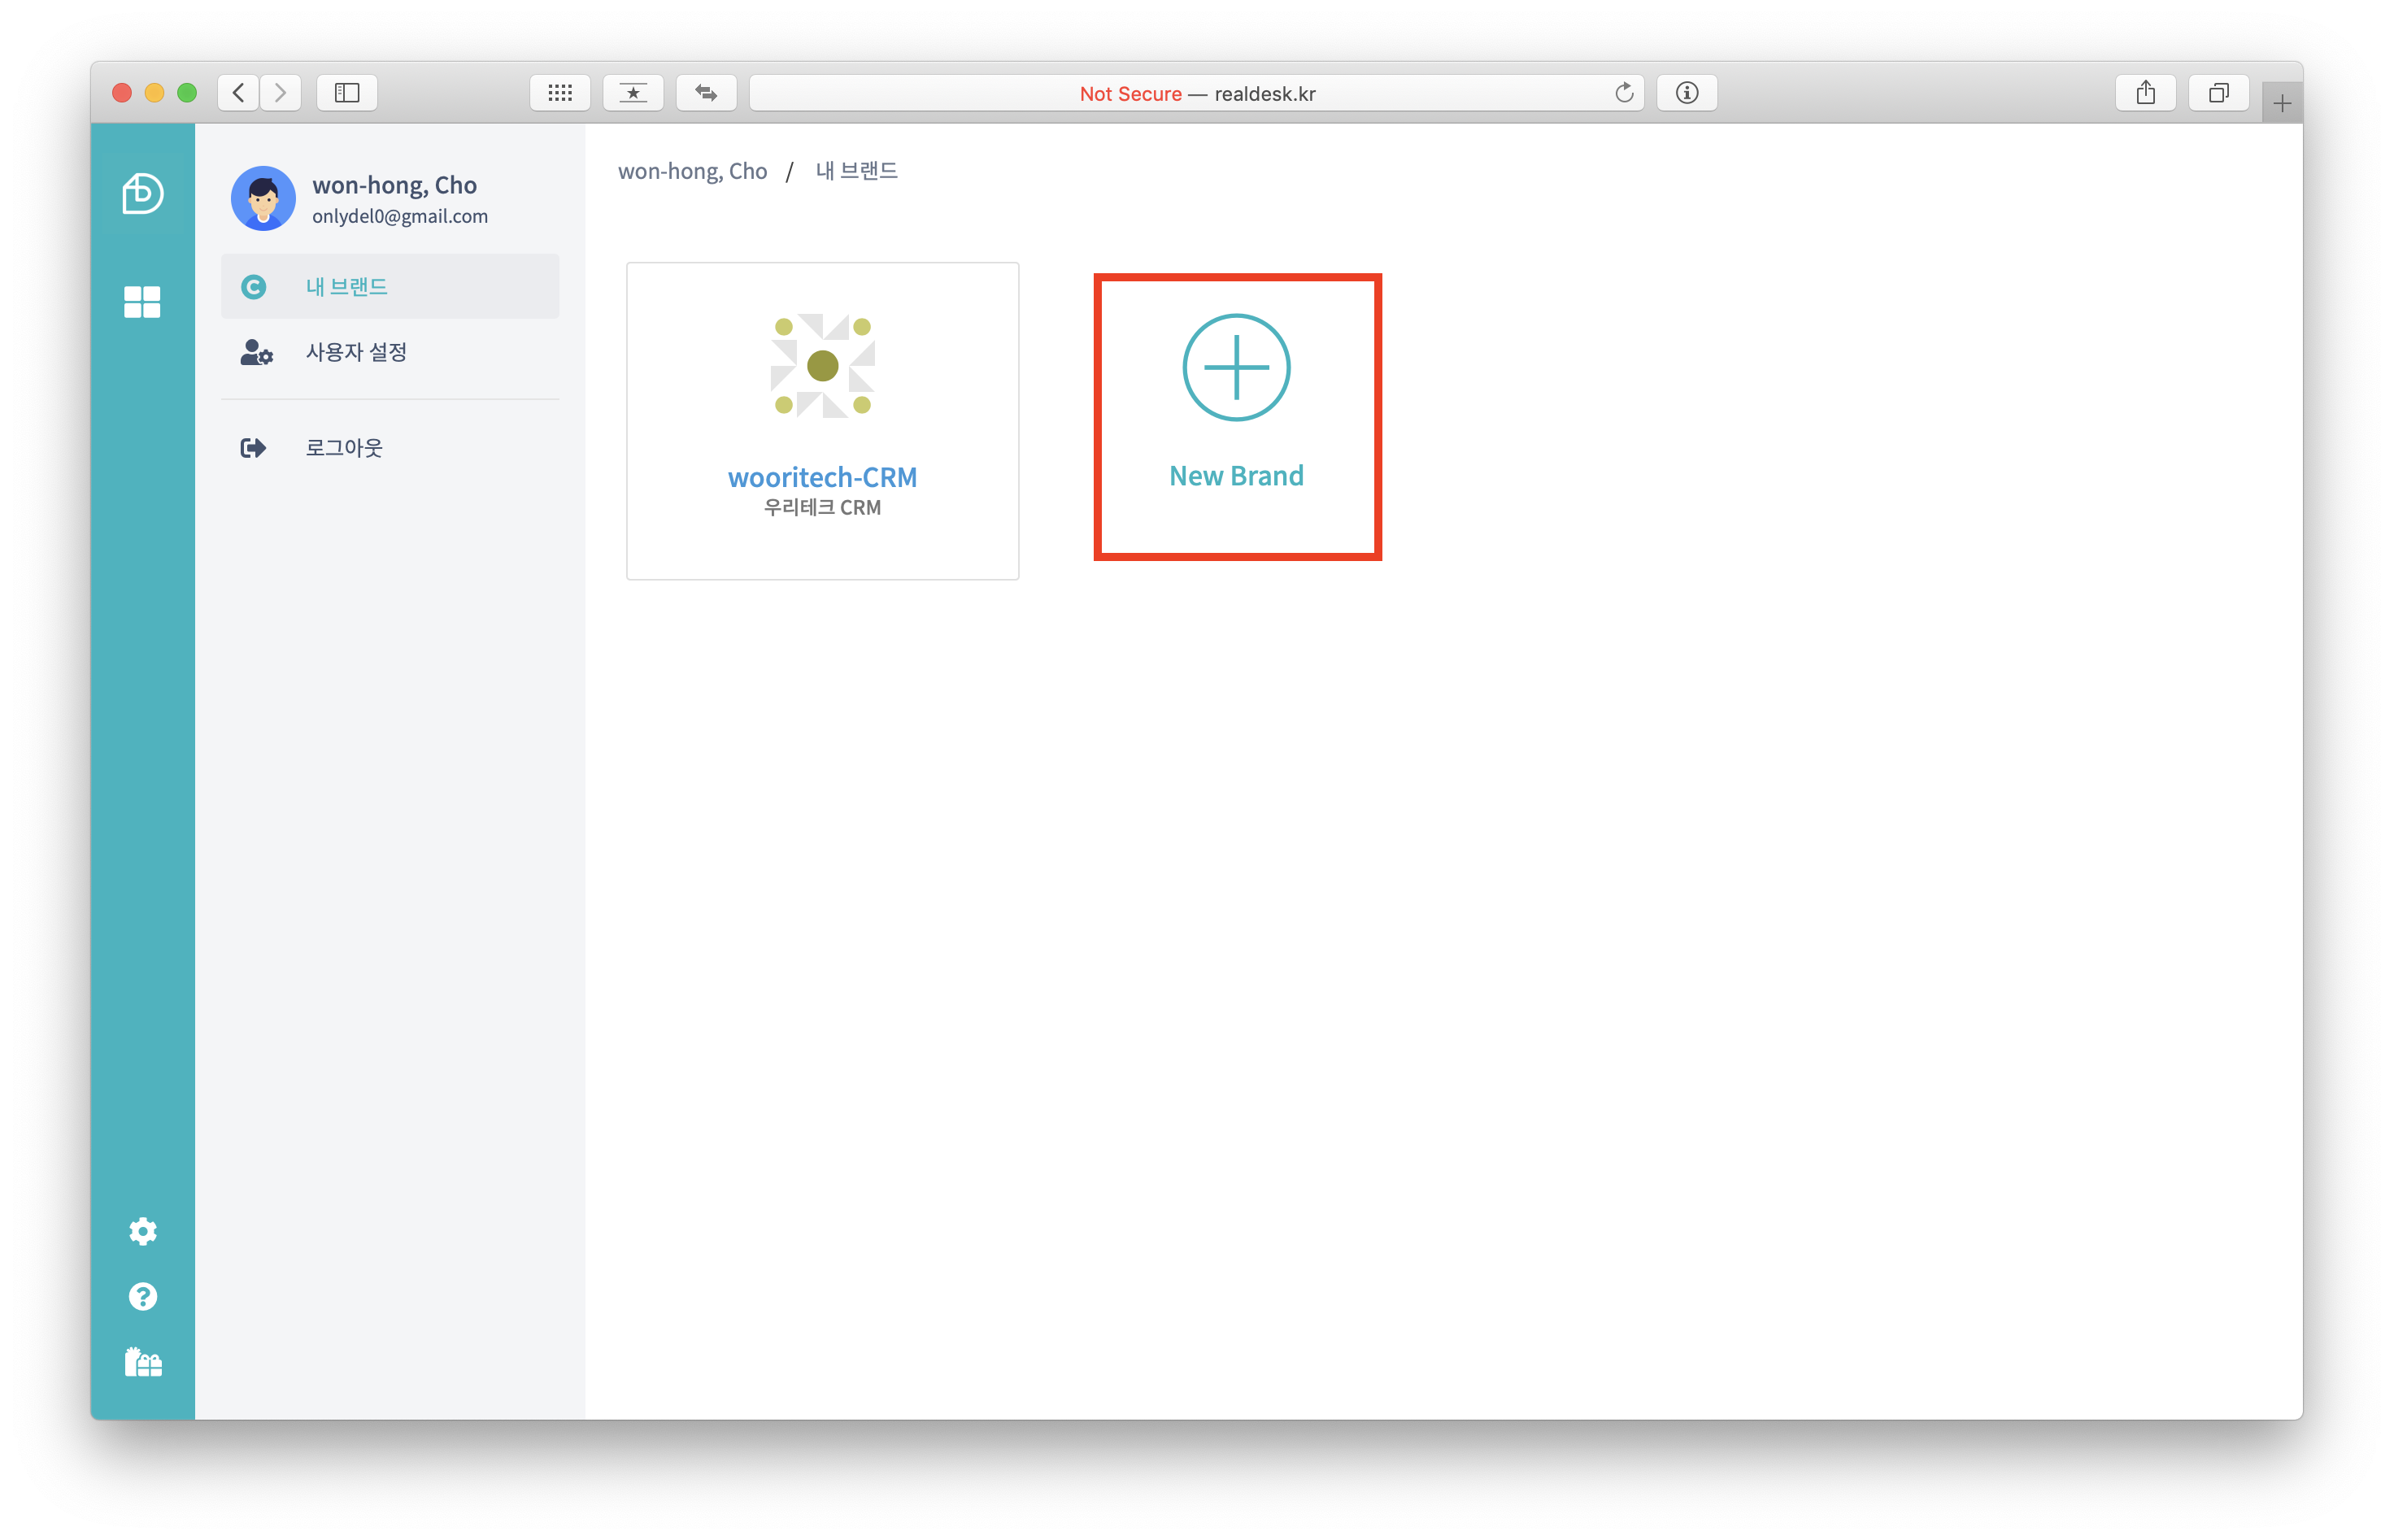 Not Secure — realdesk.kr
won-hong, Cho
onlydel0@gmail.com
내 브랜드
사용자 설정
로그아웃
won-hong, Cho / 내 브랜드
wooritech-CRM
우리테크 CRM
New Brand